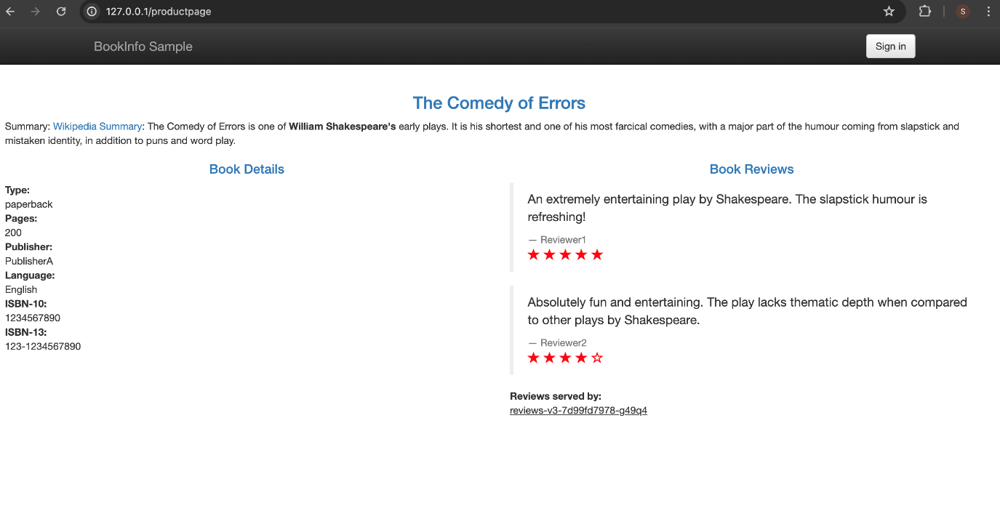 127.0.0.1/productpage
S
BookInfo Sample
Sign in
The Comedy of Errors
Summary: Wikipedia Summary: The Comedy of Errors is one of William Shakespeare's early plays. It is his shortest and one of his most farcical comedies, with a major part of the humour coming from slapstick and
mistaken identity, in addition to puns and word play.
Book Details
Type:
paperback
Pages:
200
Publisher:
PublisherA
Language:
English
ISBN-10:
1234567890
ISBN-13:
123-1234567890
Book Reviews
An extremely entertaining play by Shakespeare. The slapstick humour is
refreshing!
— Reviewer1
★ ★ ★ ★ ★
Absolutely fun and entertaining. The play lacks thematic depth when compared
to other plays by Shakespeare.
— Reviewer2
★ ★ ★ ★ ☆
Reviews served by:
reviews-v3-7d99fd7978-g49q4